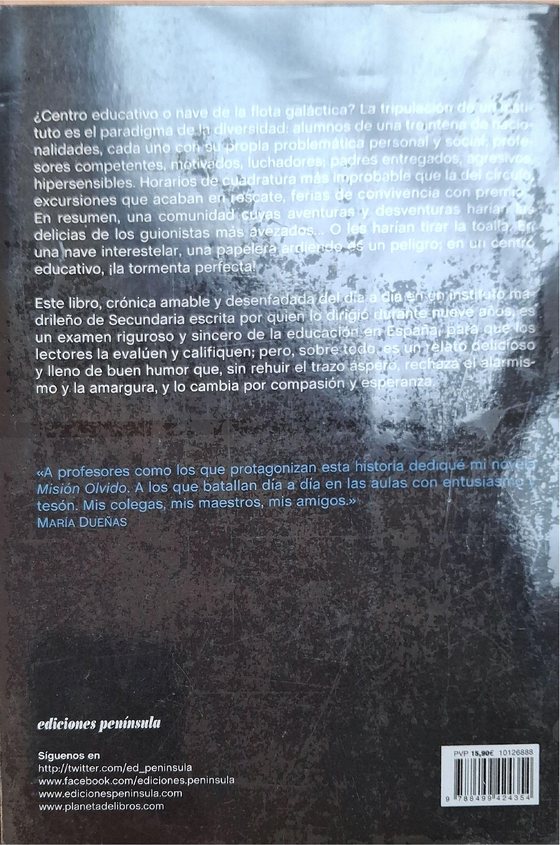 ¿Centro educativo o nave de la flota galáctica? La tripulación de un insti-
tuto es el paradigma de la diversidad: alumnos de una treintena de nacio-
nalidades, cada uno con su propia problemática personal y social; profe-
sores competentes, motivados, luchadores; padres entregados, agresivos,
hipersensibles. Horarios de cuadratura más improbable que la del círculo,
excursiones que acaban en rescate, ferias de convivencia con premio
En resumen, una comunidad cuyas aventuras y desventuras harían las
delicias de los guionistas más avezados... O les harían tirar la toalla. En
una nave interestelar, una papelera ardiendo es un peligro; en un centro
educativo, ¡la tormenta perfecta!
Este libro, crónica amable y desenfadada del día a día en un instituto ma-
drileño de Secundaria escrita por quien lo dirigió durante nueve años, es
un examen riguroso y sincero de la educación en España, para que los
lectores la evalúen y califiquen; pero, sobre todo, es un relato delicioso
y lleno de buen humor que, sin rehuir el trazo áspero, rechaza el alarmis-
mo y la amargura, y lo cambia por compasión y esperanza.
«A profesores como los que protagonizan esta historia dediqué mi novela
Misión Olvido. A los que batallan día a día en las aulas con entusiasmo y
tesón. Mis colegas, mis maestros, mis amigos.»
MARÍA DUEÑAS
ediciones península
Síguenos en
http://twitter.com/ed_peninsula
www.facebook.com/ediciones.peninsula
www.edicionespeninsula.com
www.planetadelibros.com
PVP 15,90€ 10126888
9 788499 424354